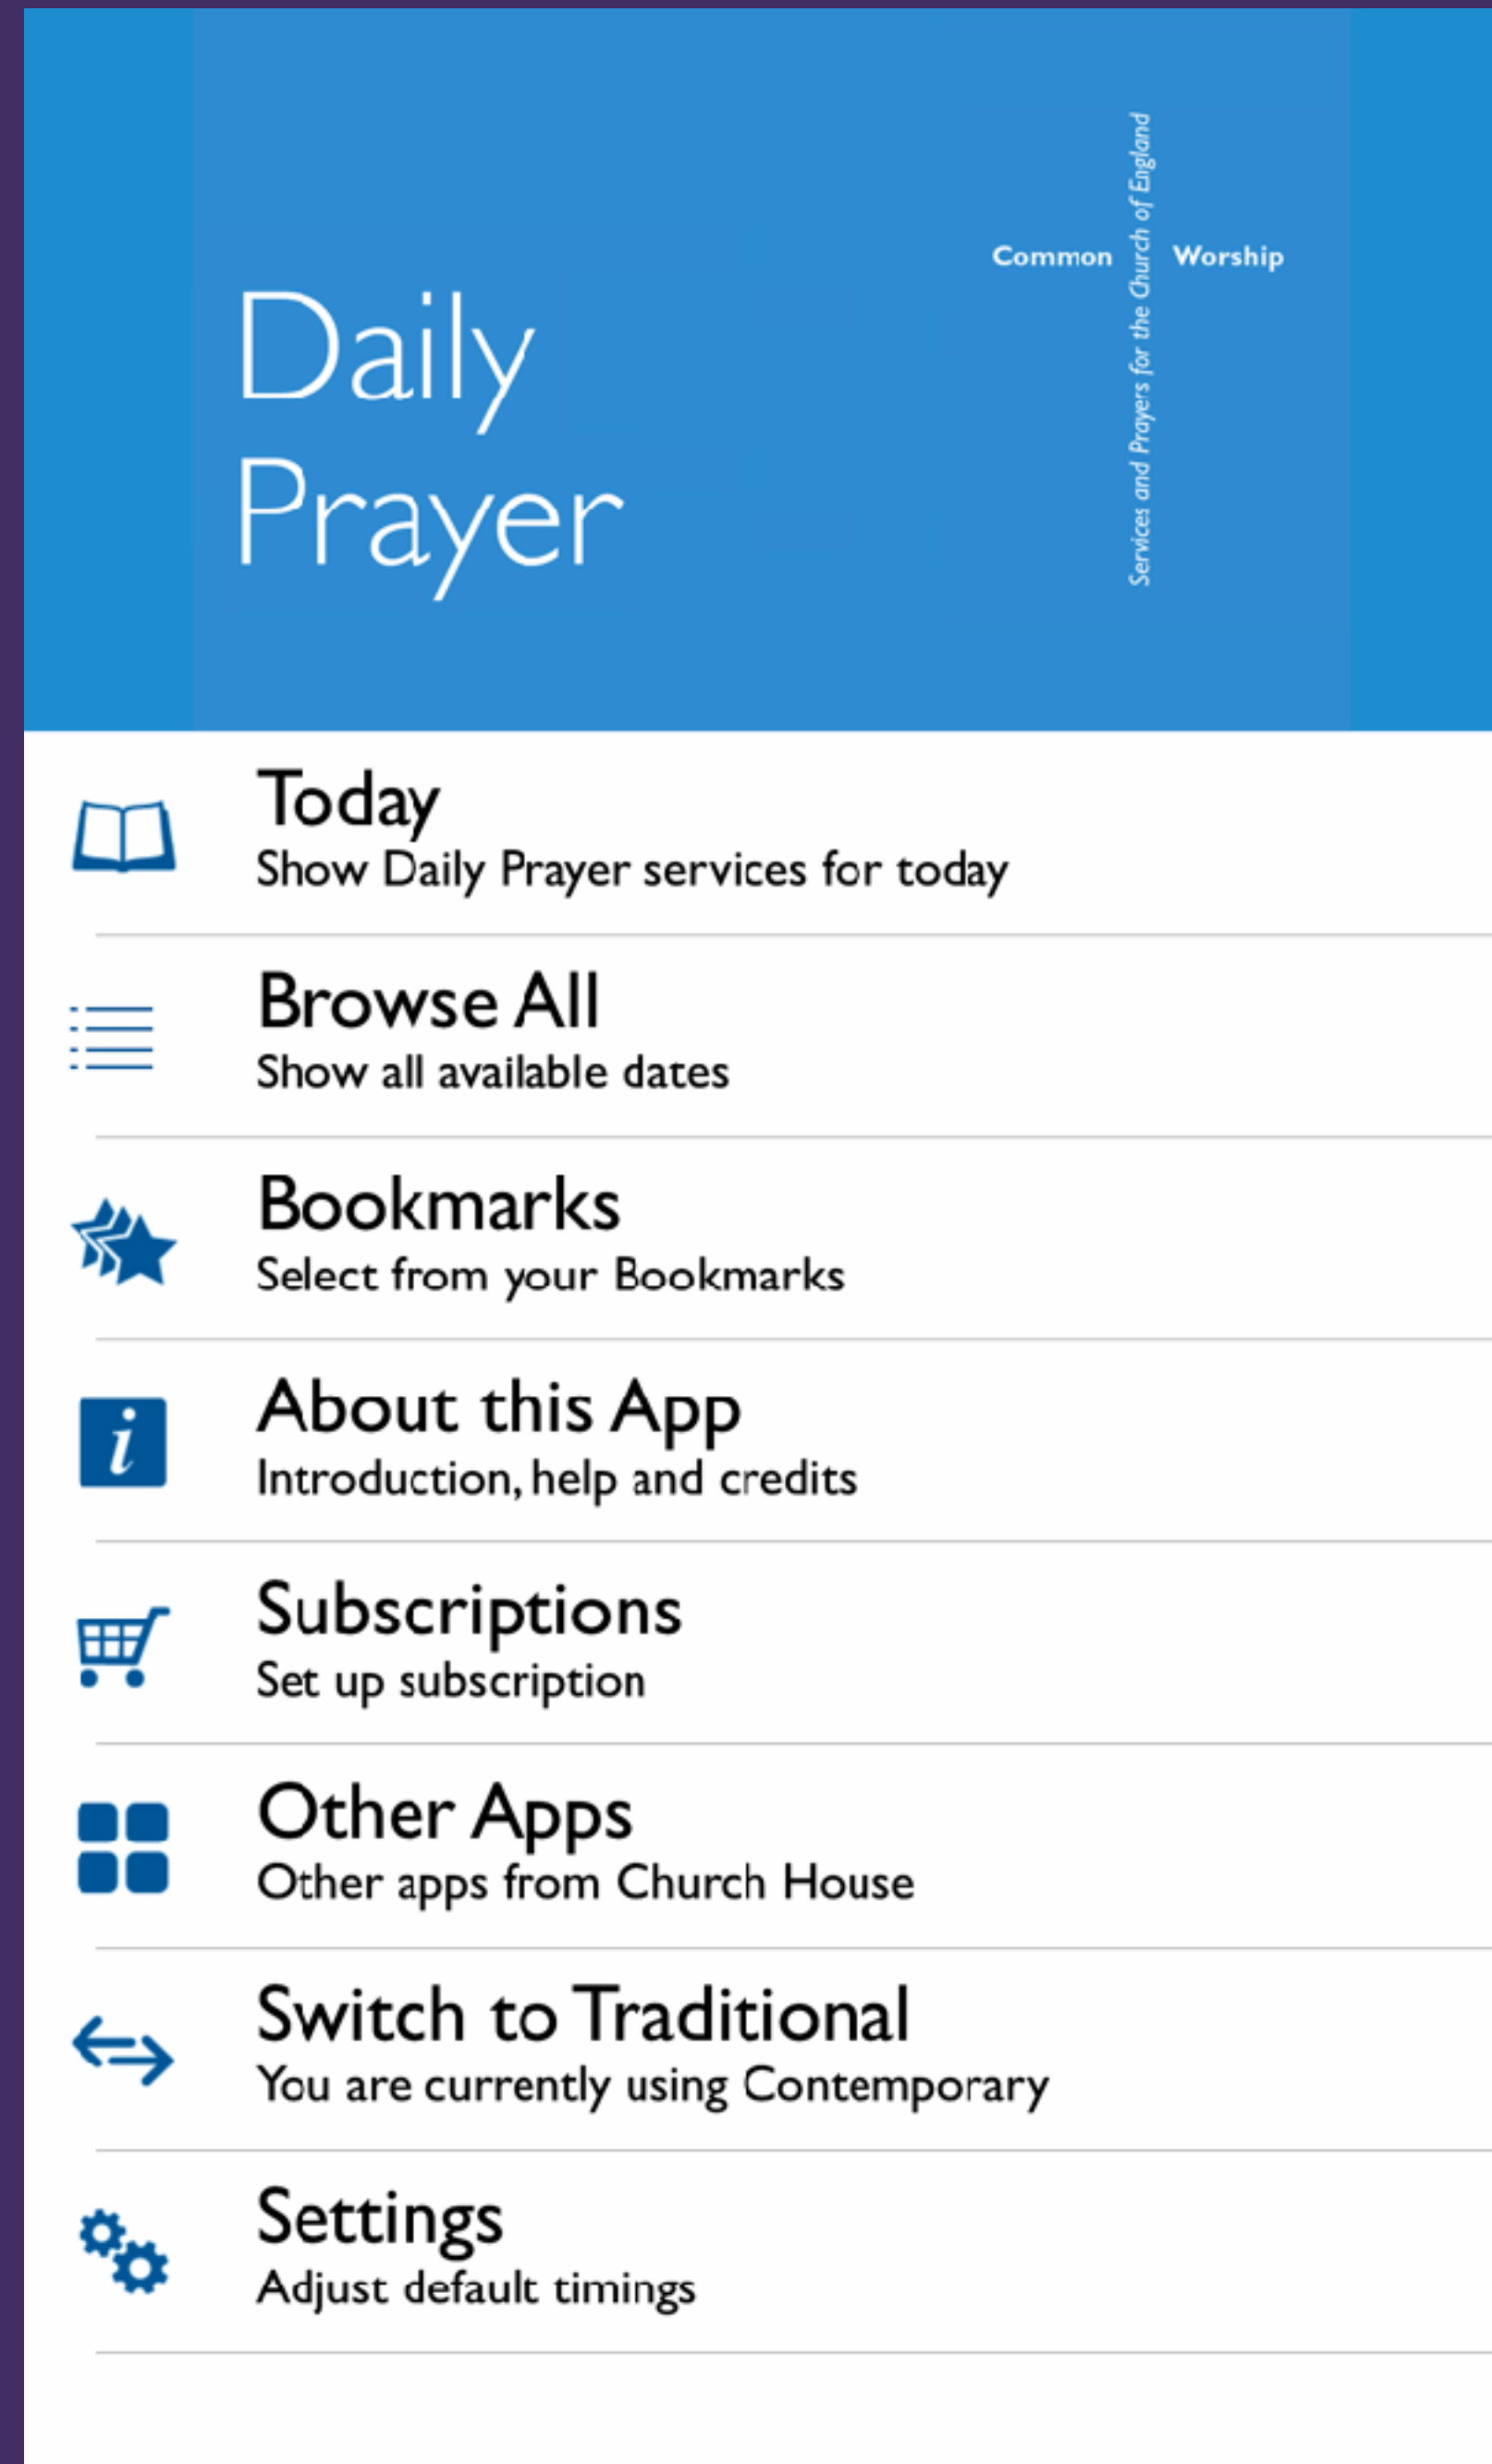 Daily
Prayer
Common Worship
Services and Prayers for the Church of England
Today
Show Daily Prayer services for today
Browse All
Show all available dates
Bookmarks
Select from your Bookmarks
i
About this App
Introduction, help and credits
Subscriptions
Set up subscription
Other Apps
Other apps from Church House
Switch to Traditional
You are currently using Contemporary
Settings
Adjust default timings